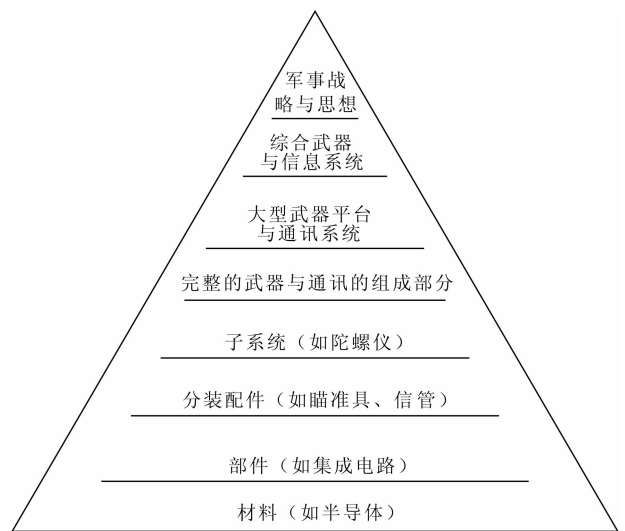 军事战
略与思想
综合武器
与信息系统
大型武器平台
与通讯系统
完整的武器与通讯的组成部分
子系统（如陀螺仪）
分装配件（如瞄准具、信管）
部件（如集成电路）
材料（如半导体）